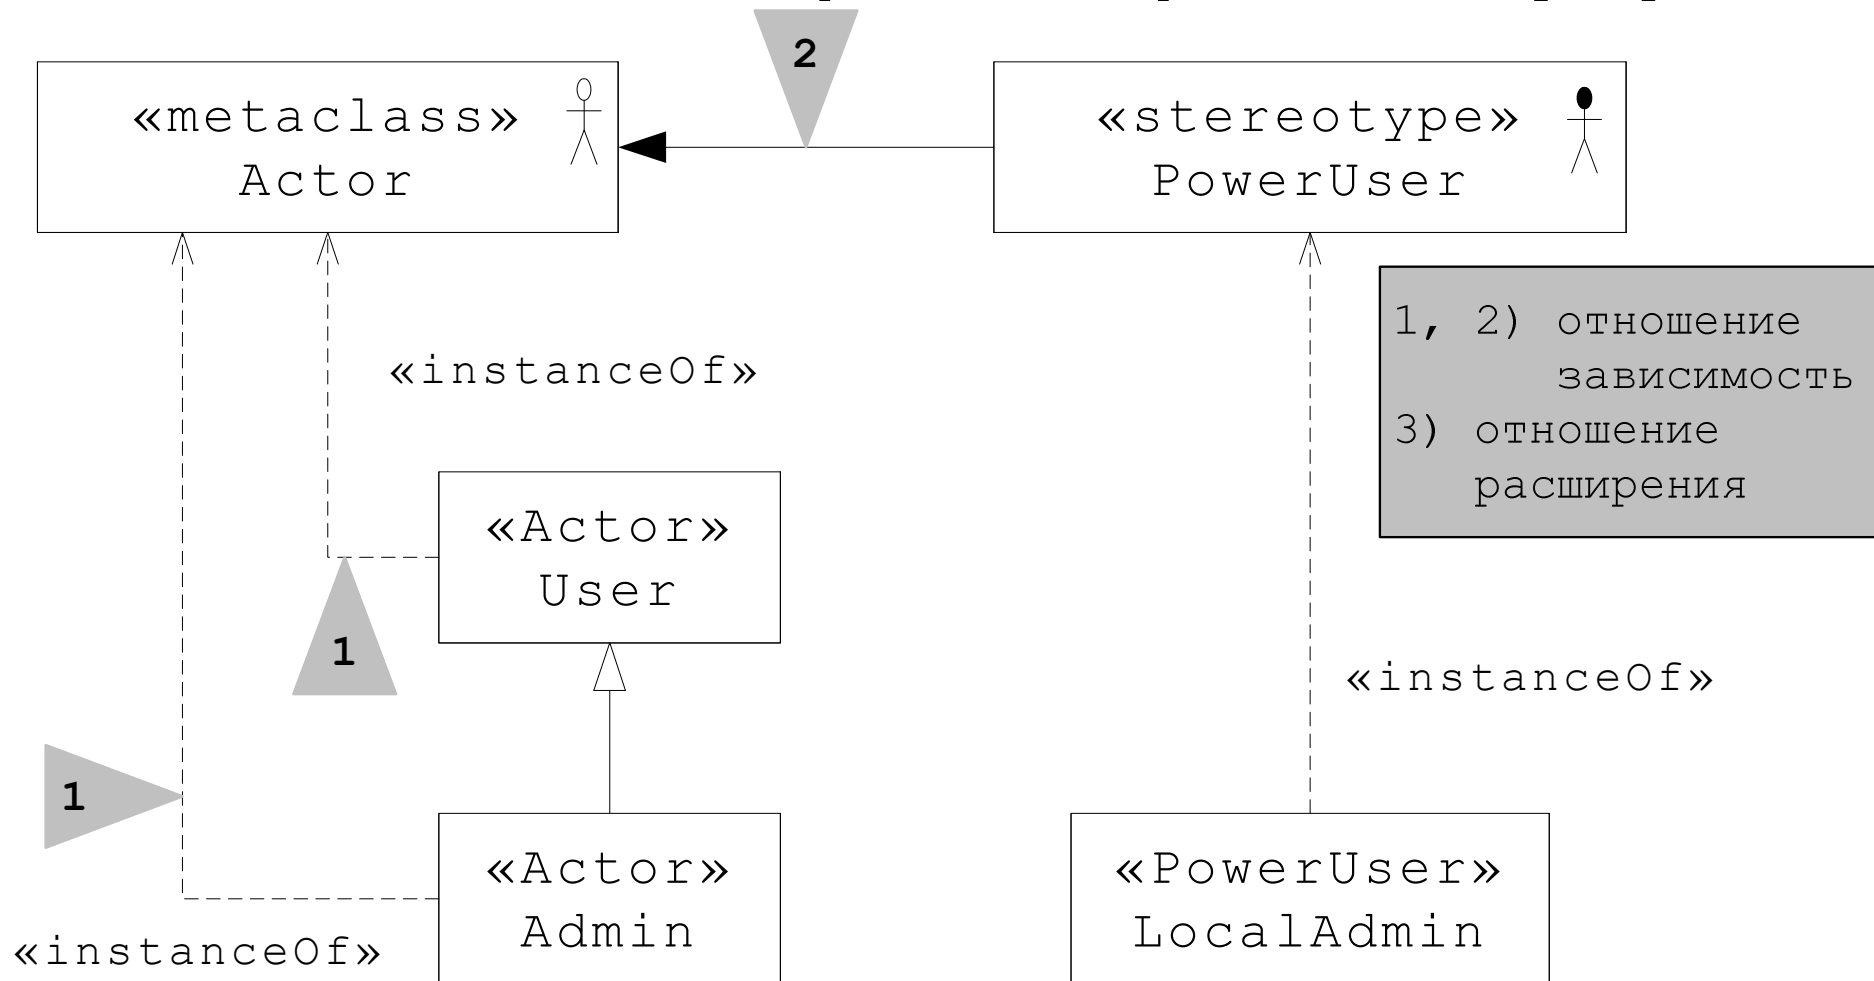 2
«metaclass»
Actor
«stereotype»
PowerUser
1, 2) отношение
зависимость
3) отношение
расширения
«instanceOf»
«Actor»
User
1
«instanceOf»
1
«Actor»
Admin
«PowerUser»
LocalAdmin
«instanceOf»